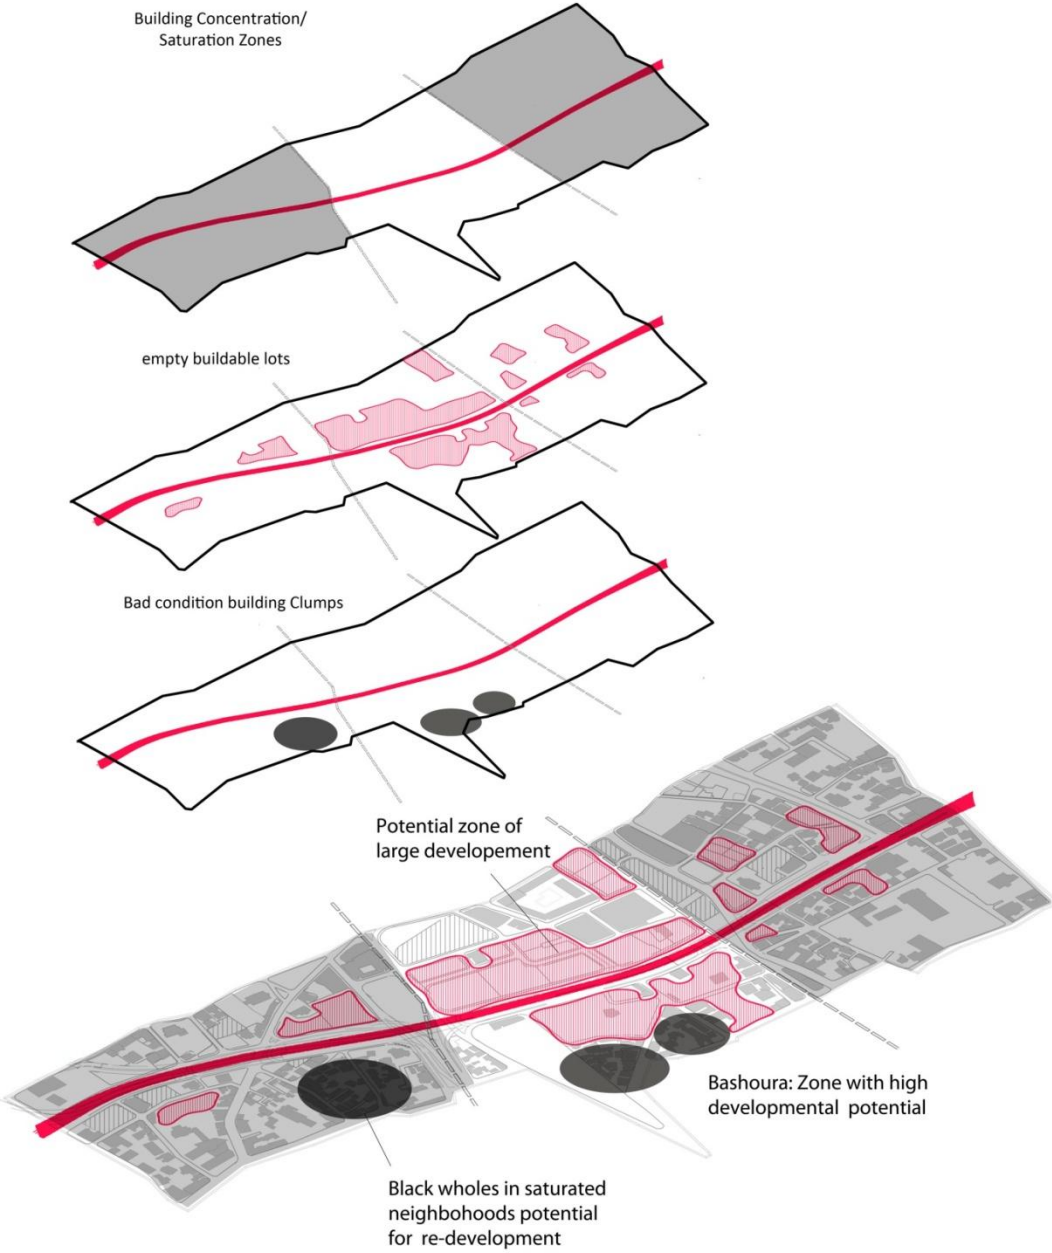 Building Concentration/
Saturation Zones
empty buildable lots
Bad condition building Clumps
Potential zone of
large developement
Bashoura: Zone with high
developmental potential
Black wholes in saturated
neighbohoods potential
for re-development